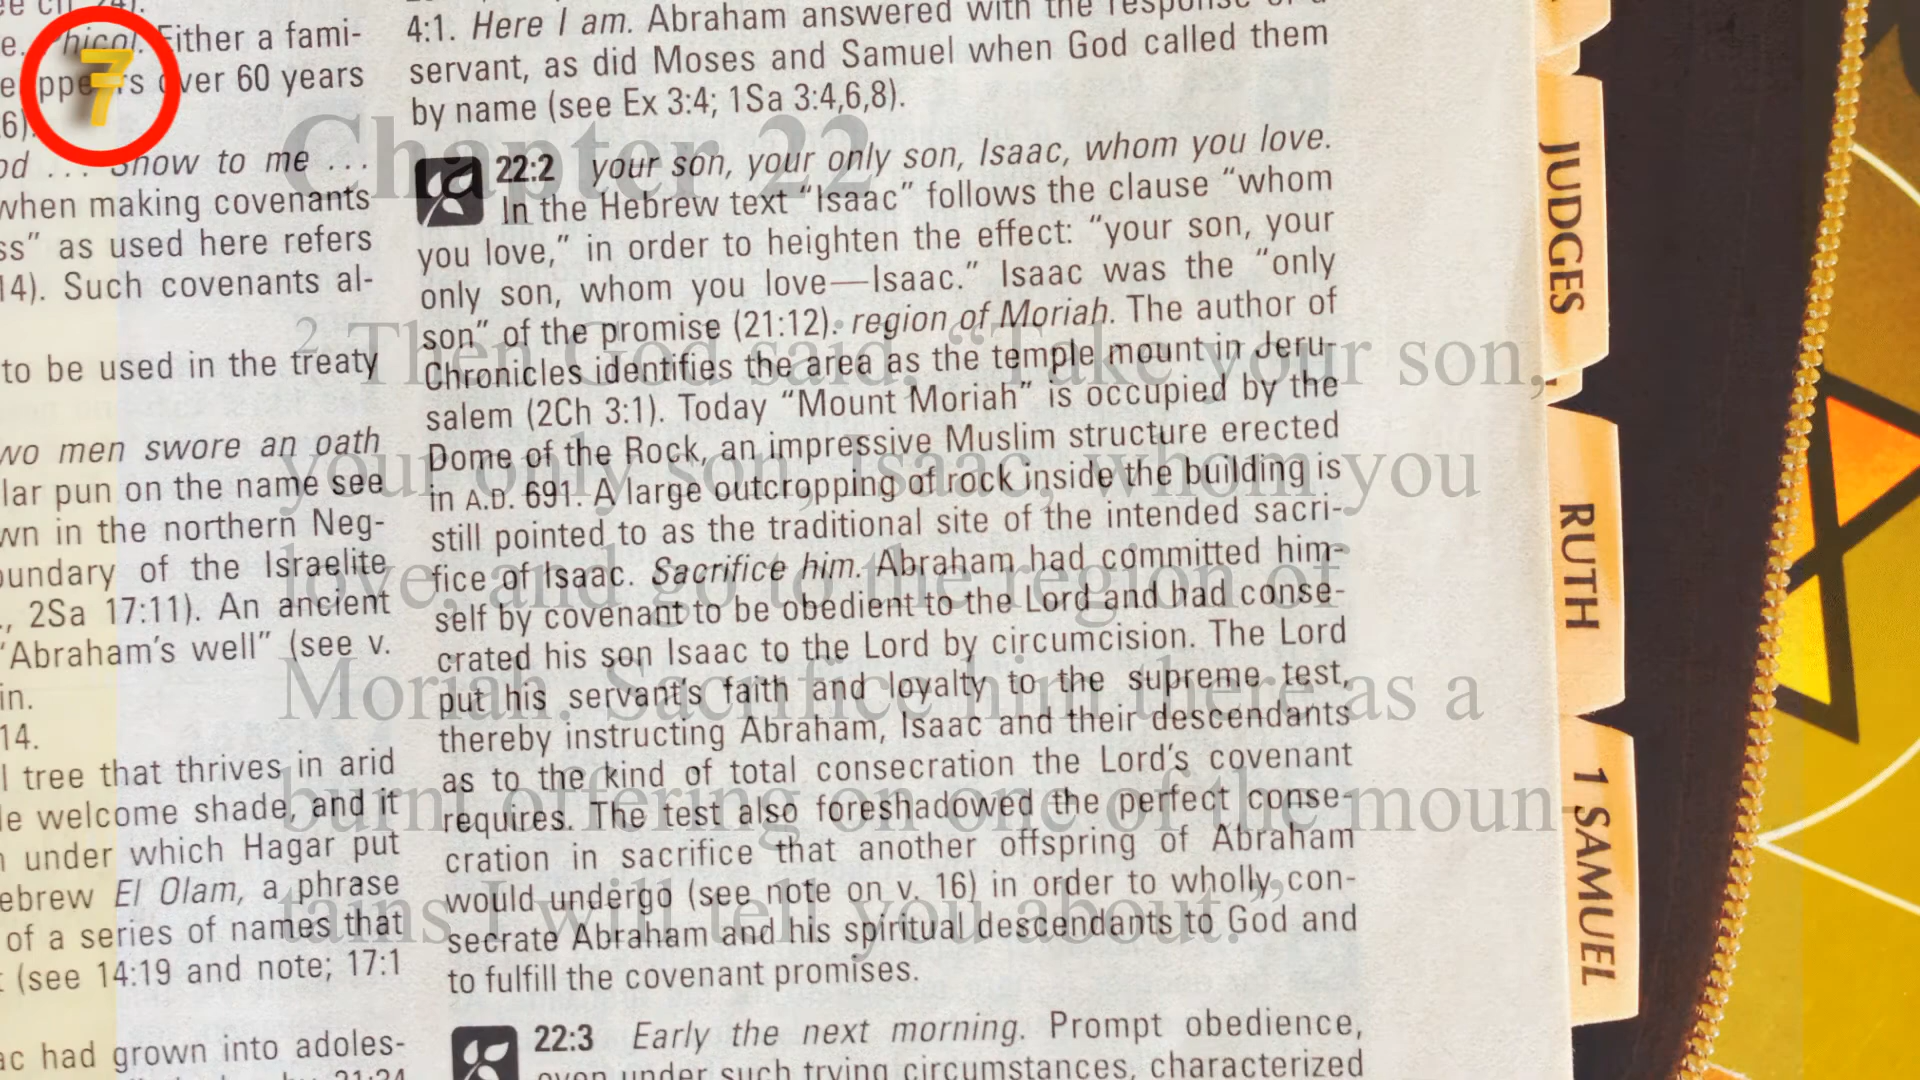 7
ee ch 24).
e. Phicol. Either a fami-
over 60 years
6).
od ... Show to me ...
when making covenants
ss” as used here refers
14). Such covenants al-
to be used in the treaty
wo men swore an oath
lar pun on the name see
wn in the northern Neg-
oundary of the Israelite
., 2Sa 17:11). An ancient
“Abraham’s well” (see v.
in.
14.
l tree that thrives in arid
le welcome shade, and it
n under which Hagar put
ebrew El Olam, a phrase
of a series of names that
t (see 14:19 and note; 17:1
ac had grown into adoles-
21:34
4:1. Here I am. Abraham answered with the response of a
servant, as did Moses and Samuel when God called them
by name (see Ex 3:4; 1Sa 3:4,6,8).
22:2 your son, your only son, Isaac, whom you love.
In the Hebrew text “Isaac” follows the clause “whom
you love,” in order to heighten the effect: “your son, your
only son, whom you love—Isaac.” Isaac was the “only
son” of the promise (21:12). region of Moriah. The author of
Chronicles identifies the area as the temple mount in Jeru-
salem (2Ch 3:1). Today “Mount Moriah” is occupied by the
Dome of the Rock, an impressive Muslim structure erected
in A.D. 691. A large outcropping of rock inside the building is
still pointed to as the traditional site of the intended sacri-
fice of Isaac. Sacrifice him. Abraham had committed him-
self by covenant to be obedient to the Lord and had conse-
crated his son Isaac to the Lord by circumcision. The Lord
put his servant’s faith and loyalty to the supreme test,
thereby instructing Abraham, Isaac and their descendants
as to the kind of total consecration the Lord’s covenant
requires. The test also foreshadowed the perfect conse-
cration in sacrifice that another offspring of Abraham
would undergo (see note on v. 16) in order to wholly con-
secrate Abraham and his spiritual descendants to God and
to fulfill the covenant promises.
22:3 Early the next morning. Prompt obedience,
even under such trying circumstances, characterized
Chapter 22
2 Then God said, “Take your son,
your only son, Isaac, whom you
love, and go to the region of
Moriah. Sacrifice him there as a
burnt offering on one of the moun
tains I will tell you about.”
JUDGES
RUTH
1 SAMUEL